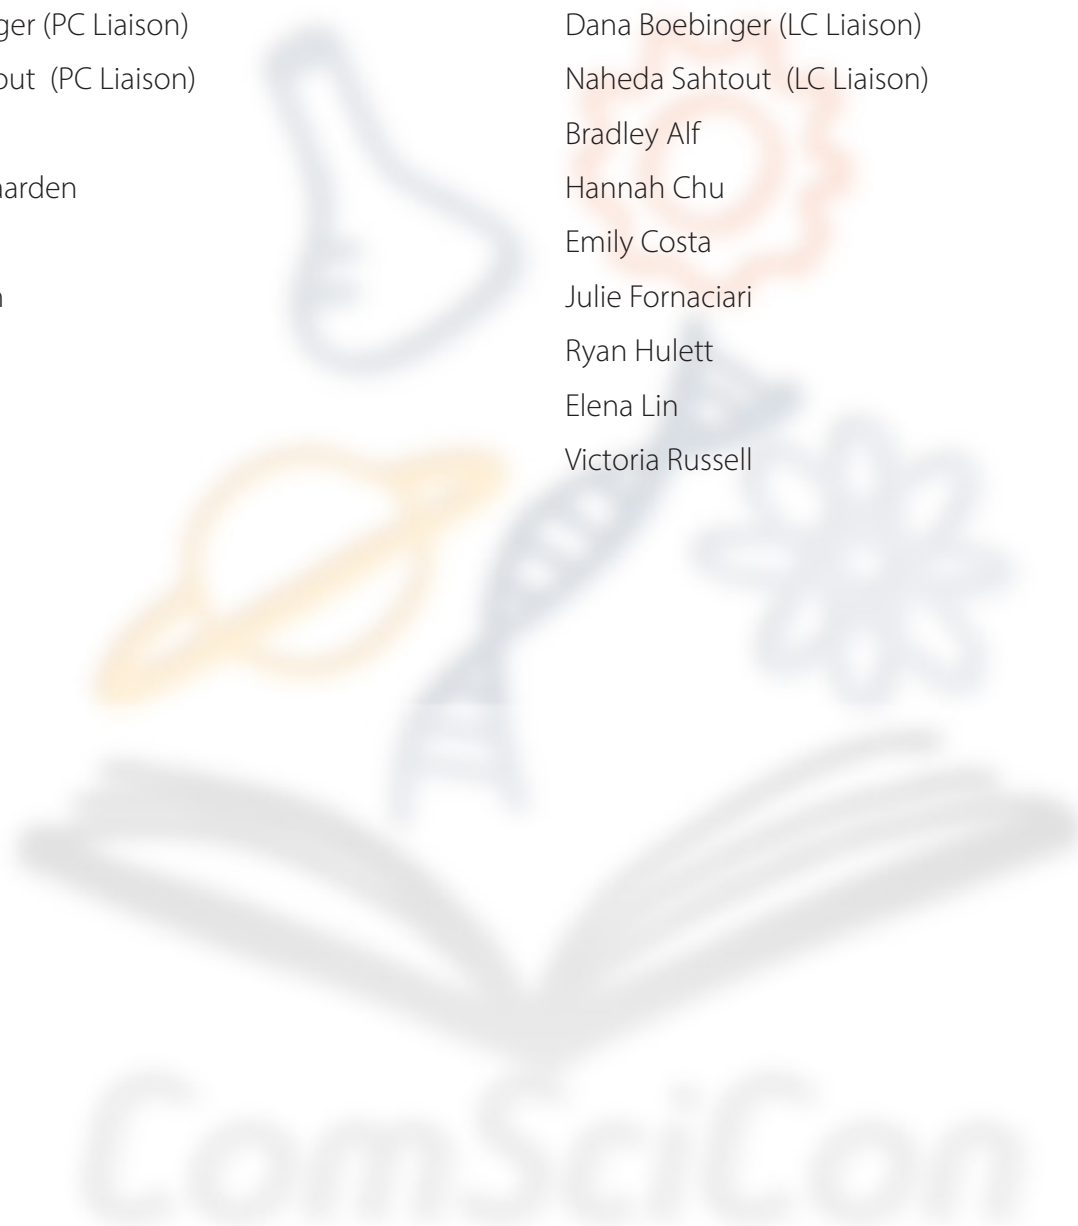 ger (PC Liaison)
out (PC Liaison)
aarden
n
Dana Boebinger (LC Liaison)
Naheda Sahtout (LC Liaison)
Bradley Alf
Hannah Chu
Emily Costa
Julie Fornaciari
Ryan Hulett
Elena Lin
Victoria Russell
ComSciCon